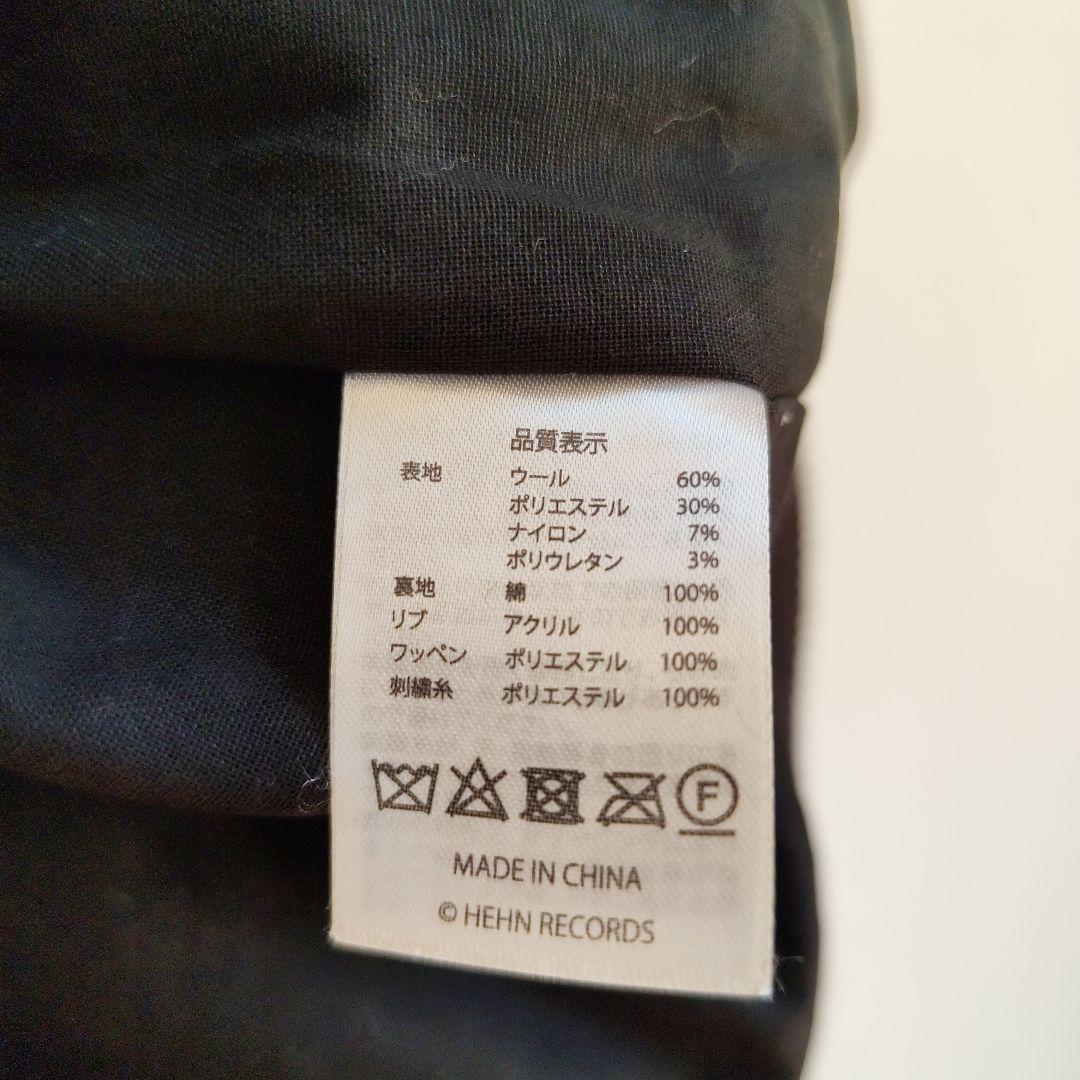 品質表示
表地 ウール 60%
ポリエステル 30%
ナイロン 7%
ポリウレタン 3%
裏地 綿 100%
リブ アクリル 100%
ワッペン ポリエステル 100%
刺繍糸 ポリエステル 100%
F
MADE IN CHINA
© HEHN RECORDS